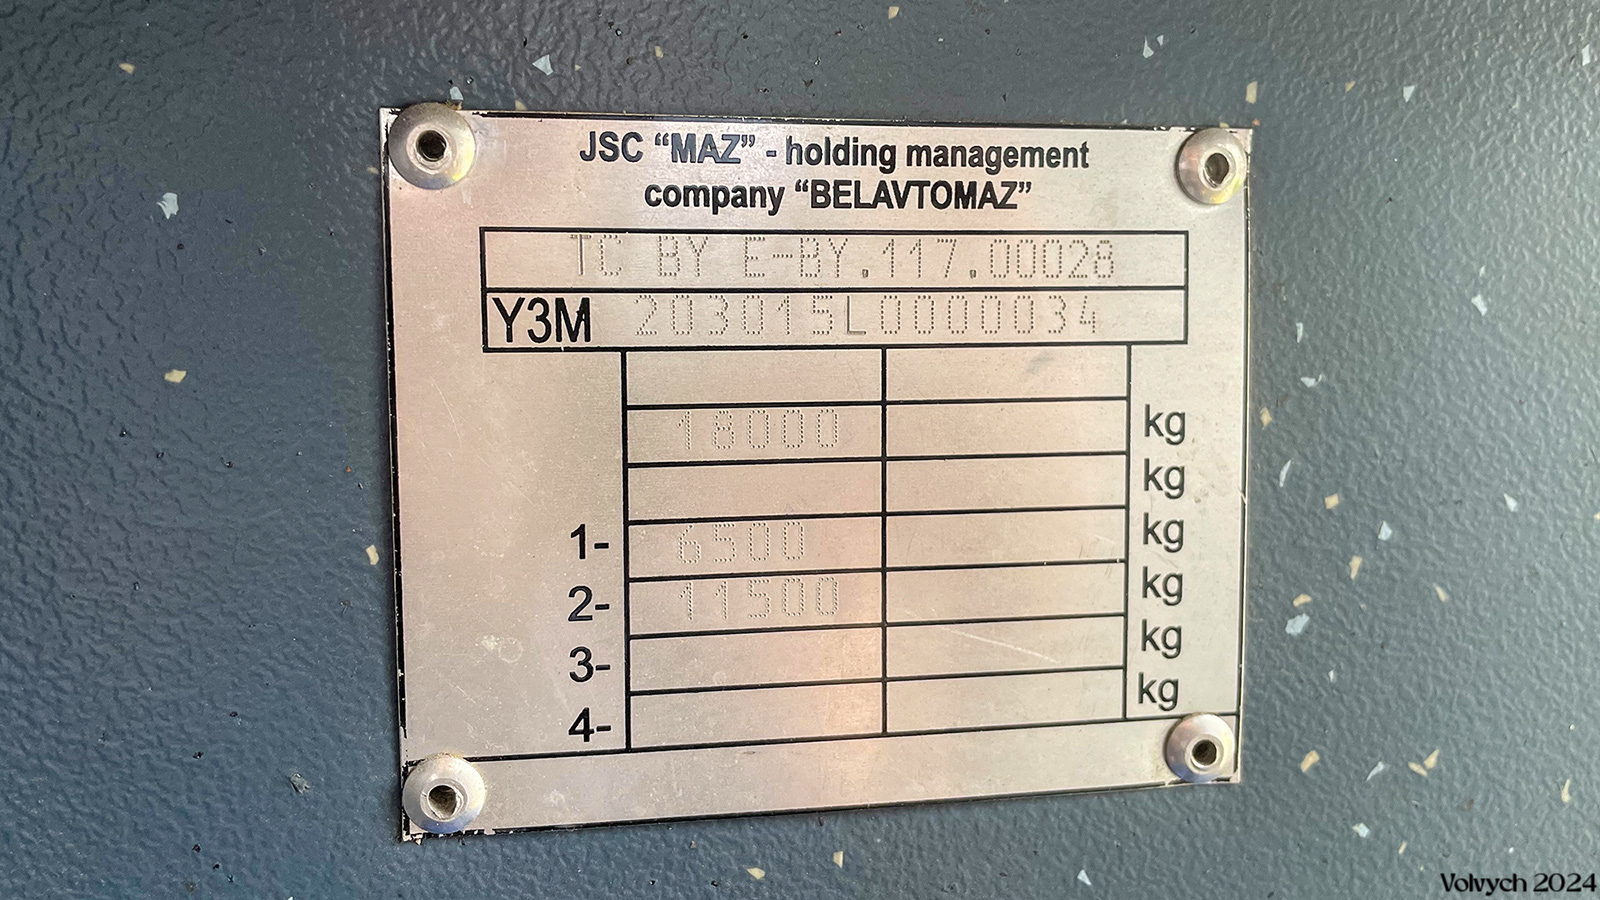 JSC “MAZ” - holding management
company “BELAVTOMAZ”
TC BY E-BY.117.00028
Y3M 203015L0000034
18000 kg
kg
1- 6500 kg
2- 11500 kg
3- kg
4- kg
Volvych 2024